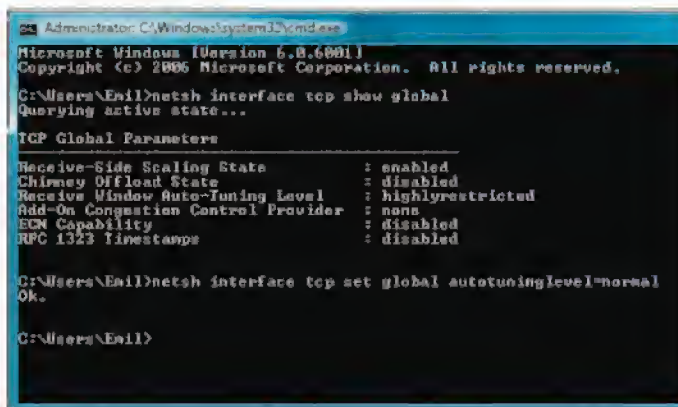 Administrator: C:\Windows\system32\cmd.exe
Microsoft Windows [Version 6.0.6001]
Copyright (c) 2006 Microsoft Corporation.  All rights reserved.
C:\Users\Emil>netsh interface tcp show global
Querying active state...
TCP Global Parameters
Receive-Side Scaling State : enabled
Chimney Offload State : disabled
Receive Window Auto-Tuning Level : highlyrestricted
Add-On Congestion Control Provider : none
ECN Capability : disabled
RFC 1323 Timestamps : disabled
C:\Users\Emil>netsh interface tcp set global autotuninglevel=normal
Ok.
C:\Users\Emil>